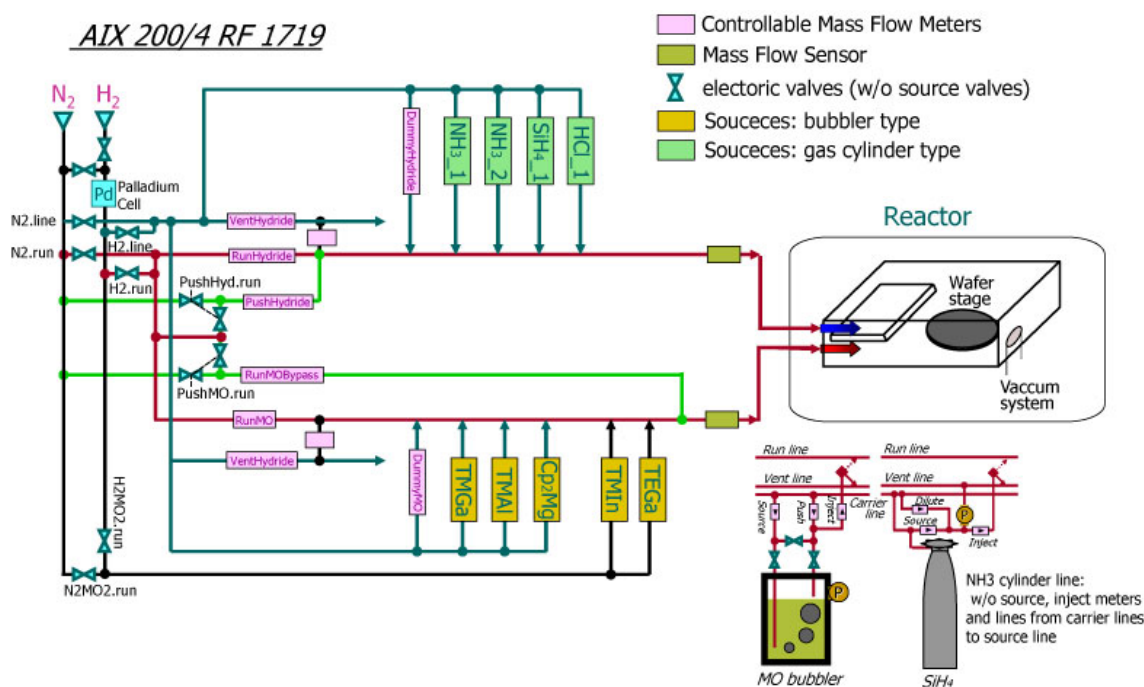 AIX 200/4 RF 1719
Controllable Mass Flow Meters
Mass Flow Sensor
electoric valves (w/o source valves)
Souceces: bubbler type
Souceces: gas cylinder type
N2
H2
Pd
Palladium
Cell
N2.line
H2.line
N2.run
H2.run
VentHydride
RunHydride
PushHyd.run
PushHydride
DummyHydride
NH3_1
NH3_2
SiH4_1
HCl_1
Reactor
Wafer
stage
Vaccum
system
RunMOBypass
PushMO.run
RunMO
VentHydride
DummyMO
TMGa
TMAl
Cp2Mg
TMIn
TEGa
H2MO2.run
N2MO2.run
Run line
Vent line
Carrier
line
Source
Push
Inject
P
MO bubbler
Run line
Vent line
Dilute
Source
P
Inject
SiH4
NH3 cylinder line:
w/o source, inject meters
and lines from carrier lines
to source line